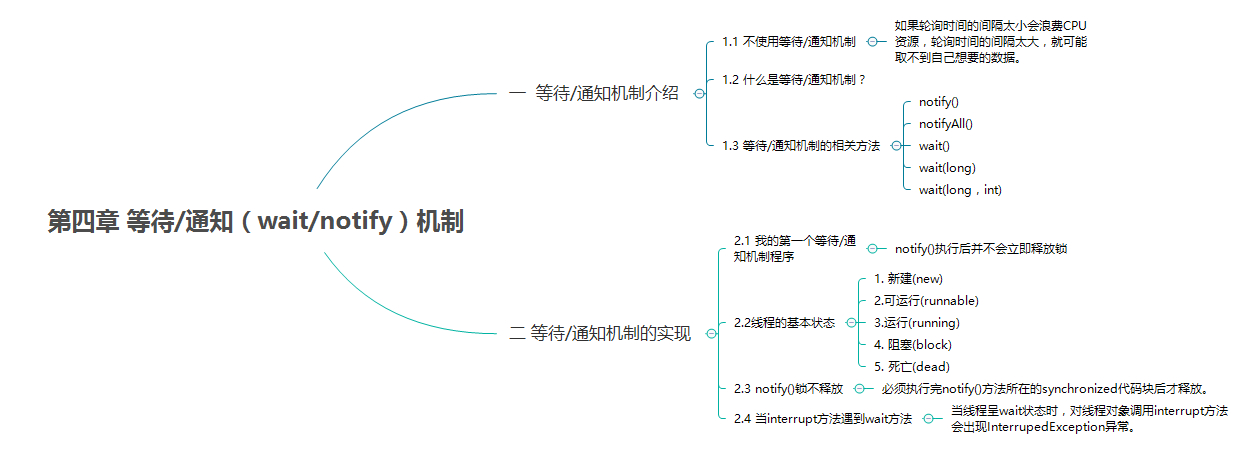 第四章 等待/通知（wait/notify）机制
一 等待/通知机制介绍
1.1 不使用等待/通知机制
如果轮询时间的间隔太小会浪费CPU
资源，轮询时间的间隔太大，就可能
取不到自己想要的数据。
1.2 什么是等待/通知机制？
1.3 等待/通知机制的相关方法
notify()
notifyAll()
wait()
wait(long)
wait(long，int)
二 等待/通知机制的实现
2.1 我的第一个等待/通
知机制程序
notify()执行后并不会立即释放锁
2.2线程的基本状态
1. 新建(new)
2.可运行(runnable)
3.运行(running)
4. 阻塞(block)
5. 死亡(dead)
2.3 notify()锁不释放
必须执行完notify()方法所在的synchronized代码块后才释放。
2.4 当interrupt方法遇到wait方法
当线程呈wait状态时，对线程对象调用interrupt方法
会出现InterrupedException异常。